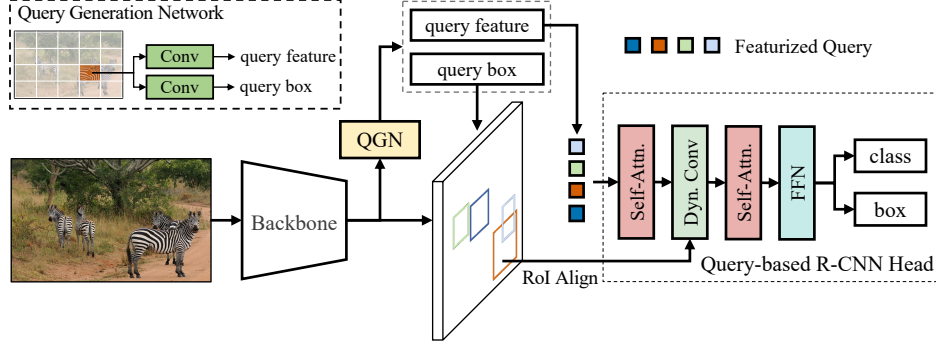 Query Generation Network
Conv
query feature
Conv
query box
query feature
query box
Featurized Query
QGN
Backbone
Self-Attn.
Dyn. Conv
Self-Attn.
FFN
class
box
RoI Align
Query-based R-CNN Head